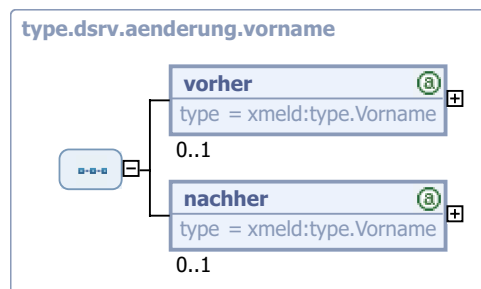 type.dsrv.aenderung.vorname
vorher
type = xmeld:type.Vorname
0..1
nachher
type = xmeld:type.Vorname
0..1